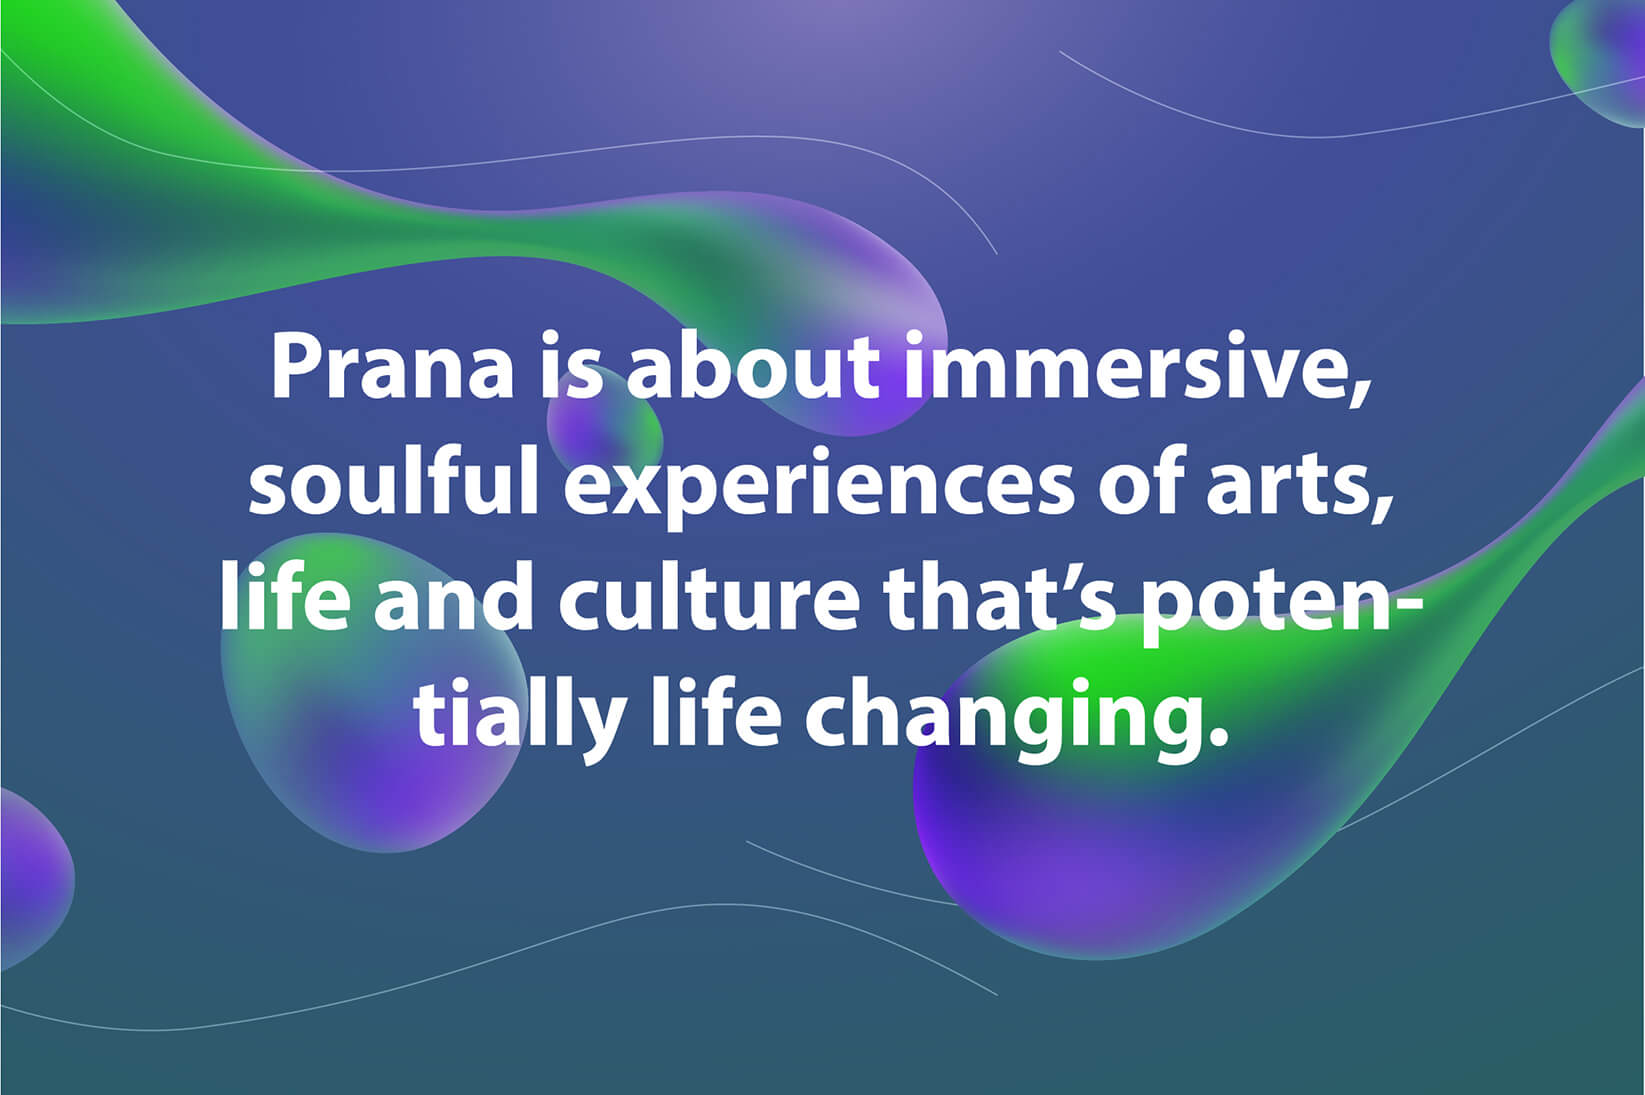 Prana is about immersive,
soulful experiences of arts,
life and culture that’s poten-
tially life changing.